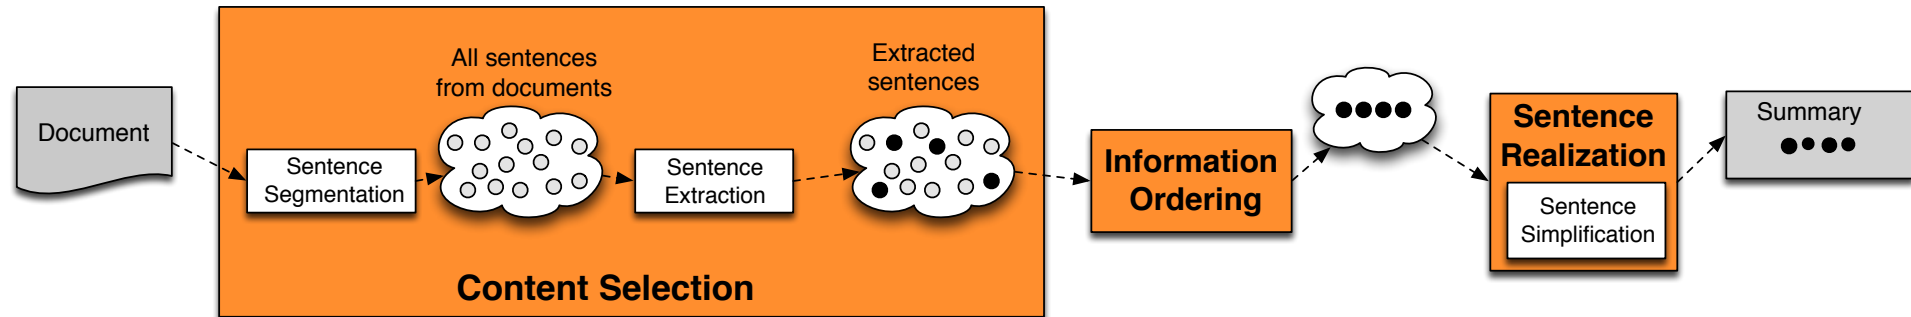 Document
Sentence
Segmentation
All sentences
from documents
Sentence
Extraction
Extracted
sentences
Content Selection
Information
Ordering
Sentence
Realization
Sentence
Simplification
Summary